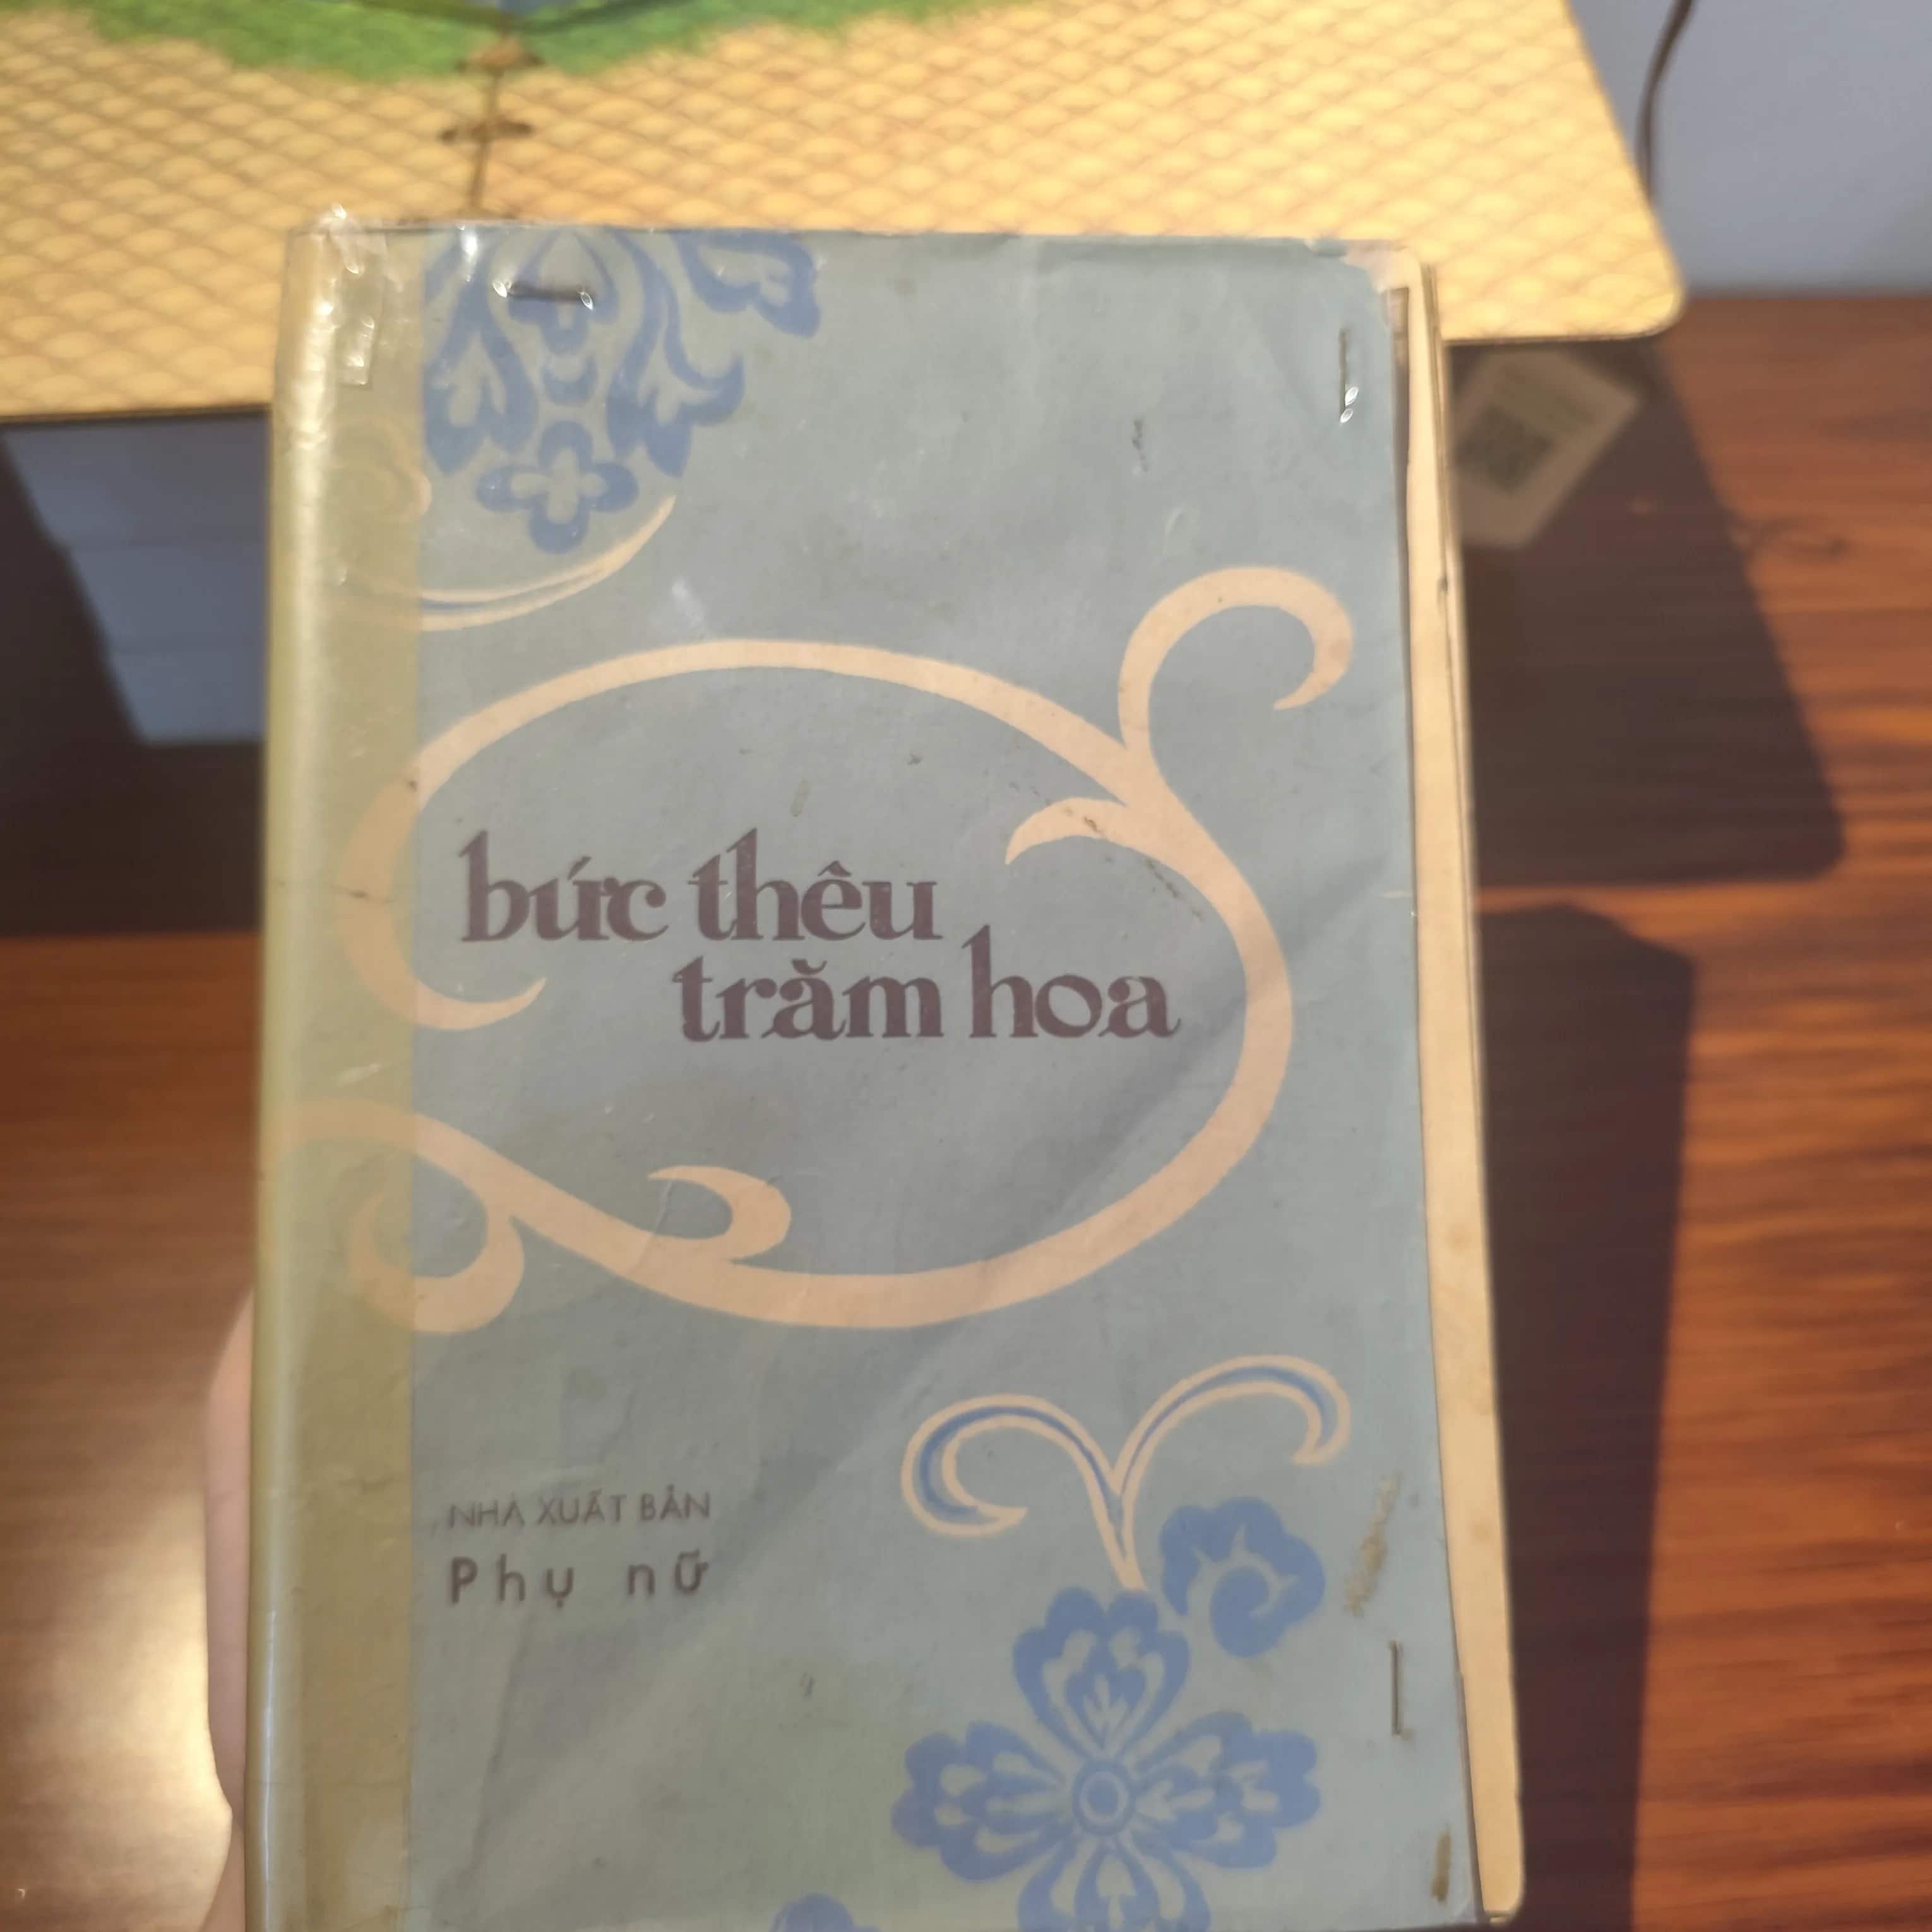 bức thêu
trăm hoa
NHÀ XUẤT BẢN
Phụ nữ